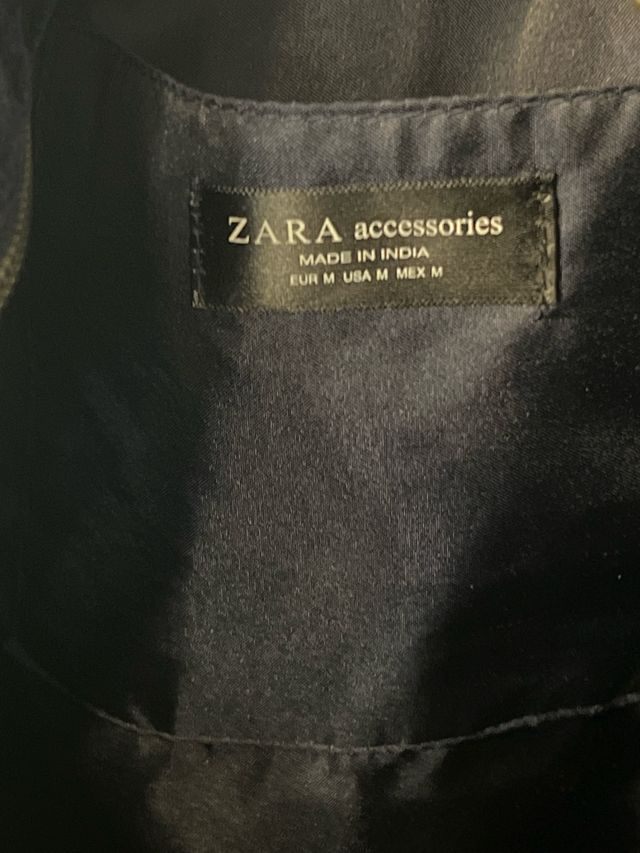 ZARA accessories
MADE IN INDIA
EUR M USA M MEX M